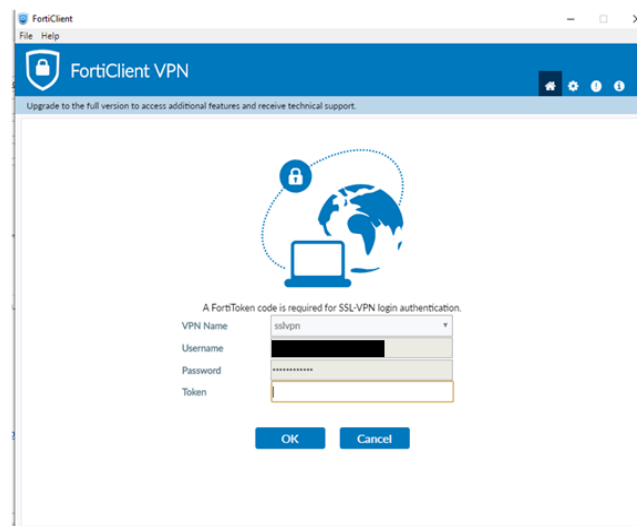 FortiClient
File Help
FortiClient VPN
Upgrade to the full version to access additional features and receive technical support.
A FortiToken code is required for SSL-VPN login authentication.
VPN Name sslvpn
Username
Password ••••••••••••
Token
OK Cancel